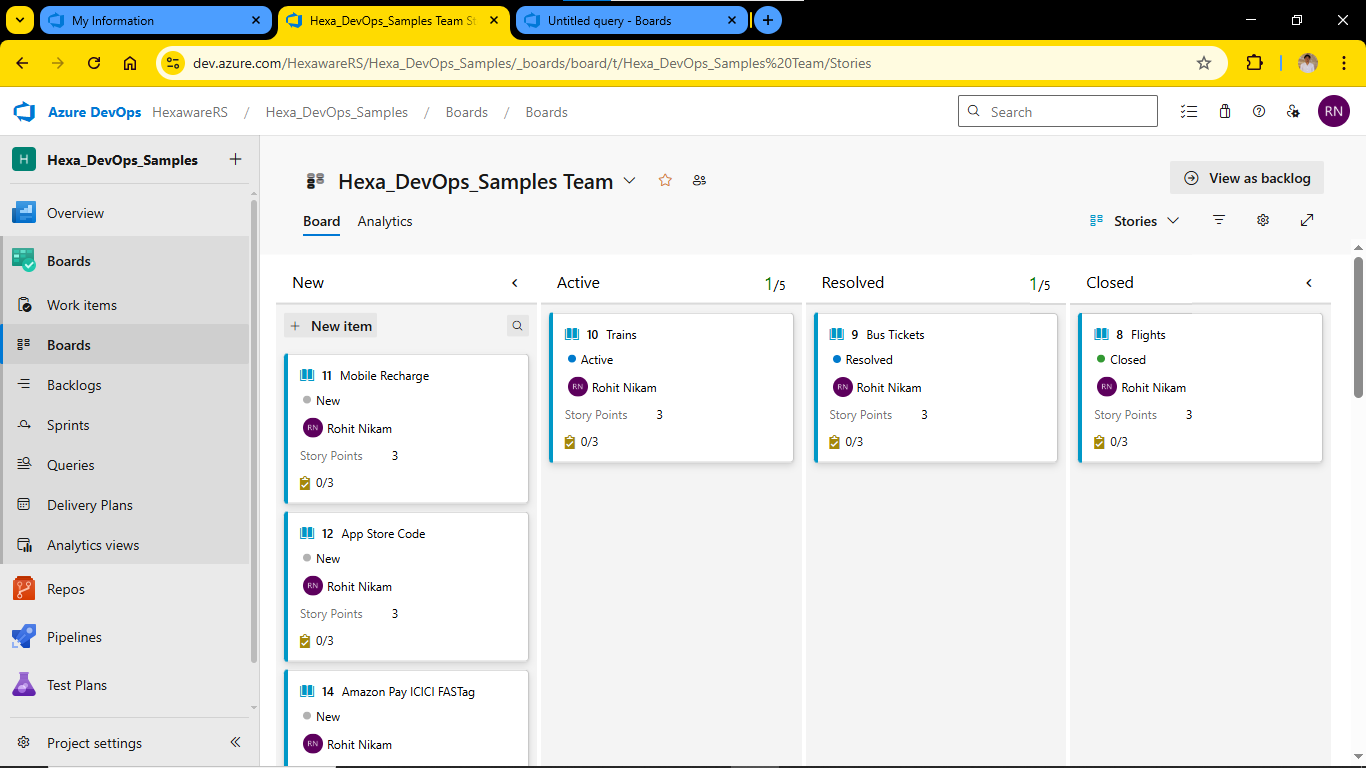 My Information
Hexa_DevOps_Samples Team St
Untitled query - Boards
dev.azure.com/HexawareRS/Hexa_DevOps_Samples/_boards/board/t/Hexa_DevOps_Samples%20Team/Stories
Azure DevOps HexawareRS / Hexa_DevOps_Samples / Boards / Boards
Search
RN
H Hexa_DevOps_Samples
Overview
Boards
Work items
Boards
Backlogs
Sprints
Queries
Delivery Plans
Analytics views
Repos
Pipelines
Test Plans
Project settings
Hexa_DevOps_Samples Team
View as backlog
Board Analytics
Stories
New
New item
11 Mobile Recharge
New
RN Rohit Nikam
Story Points 3
0/3
12 App Store Code
New
RN Rohit Nikam
Story Points 3
0/3
14 Amazon Pay ICICI FASTag
New
RN Rohit Nikam
Active 1/5
10 Trains
Active
RN Rohit Nikam
Story Points 3
0/3
Resolved 1/5
9 Bus Tickets
Resolved
RN Rohit Nikam
Story Points 3
0/3
Closed
8 Flights
Closed
RN Rohit Nikam
Story Points 3
0/3